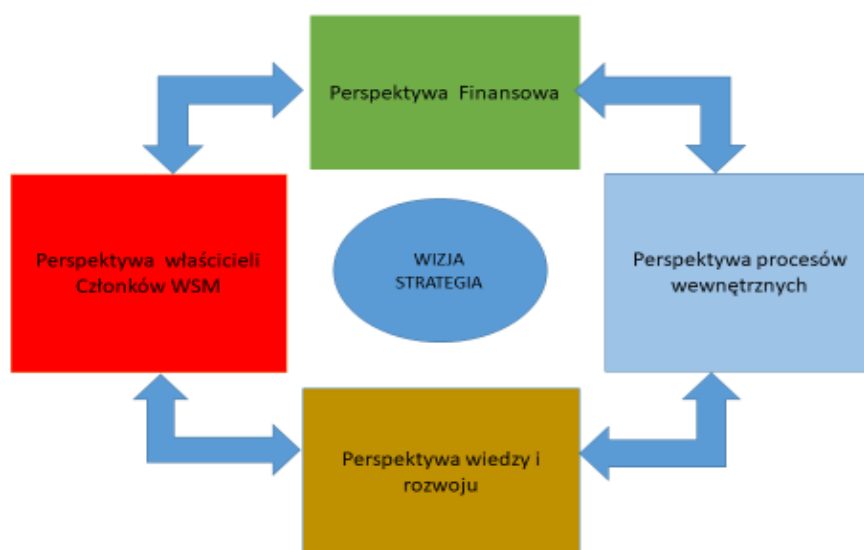 Perspektywa Finansowa
Perspektywa właścicieli
Członków WSM
WIZJA
STRATEGIA
Perspektywa procesów
wewnętrznych
Perspektywa wiedzy i
rozwoju